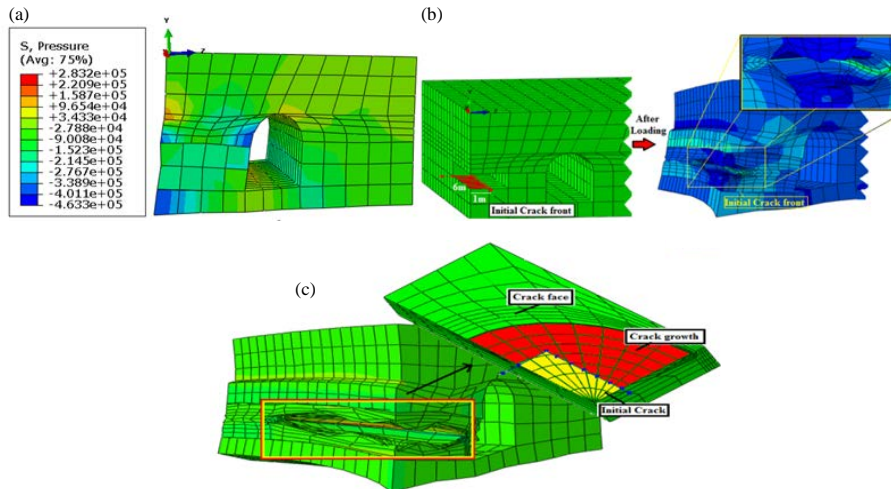 (a)
S, Pressure
(Avg: 75%)
+2.832e+05
+2.209e+05
+1.587e+05
+9.654e+04
+3.433e+04
-2.788e+04
-9.008e+04
-1.523e+05
-2.145e+05
-2.767e+05
-3.389e+05
-4.011e+05
-4.633e+05
Y
Z
(b)
6m
1m
Initial Crack front
After
Loading
Initial Crack front
(c)
Crack face
Crack growth
Initial Crack